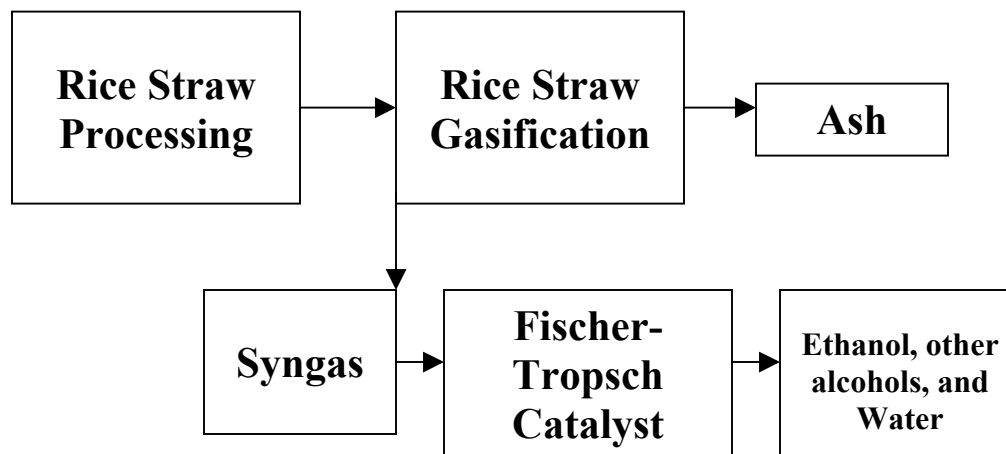 Rice Straw
Processing
Rice Straw
Gasification
Ash
Syngas
Fischer-
Tropsch
Catalyst
Ethanol, other
alcohols, and
Water